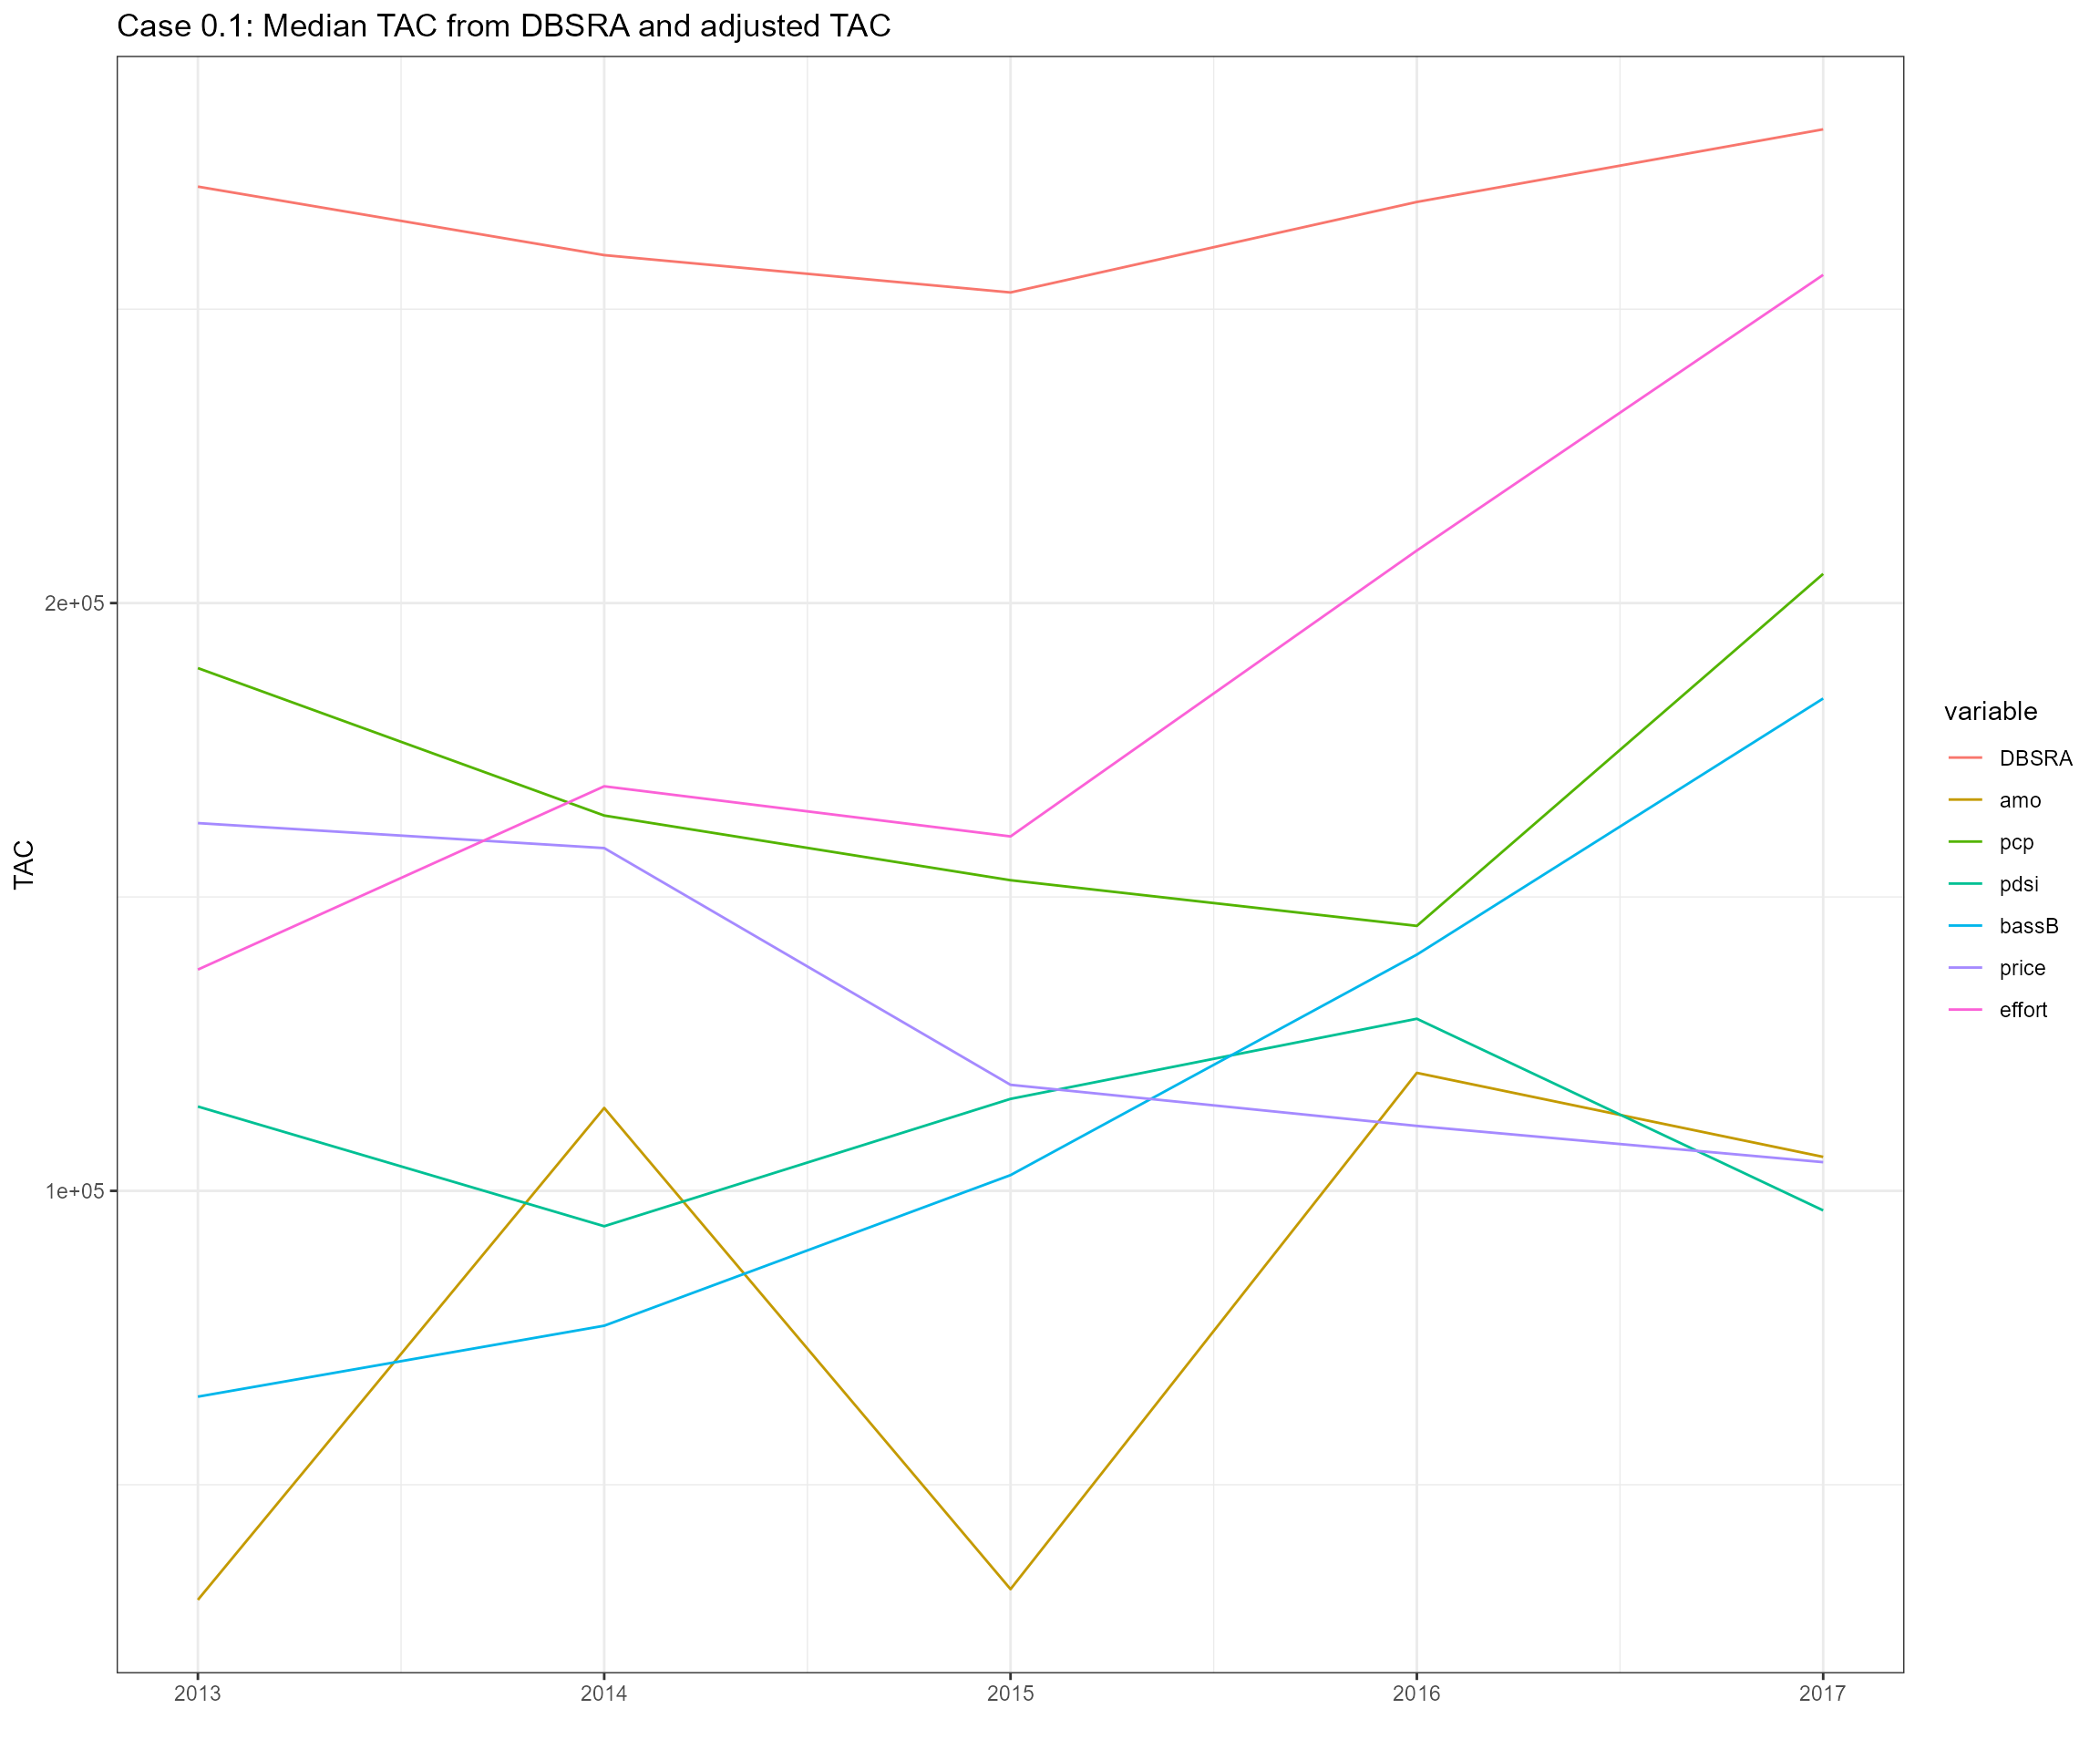 Case 0.1: Median TAC from DBSRA and adjusted TAC
TAC
2e+05
1e+05
2013
2014
2015
2016
2017
variable
DBSRA
amo
pcp
pdsi
bassB
price
effort